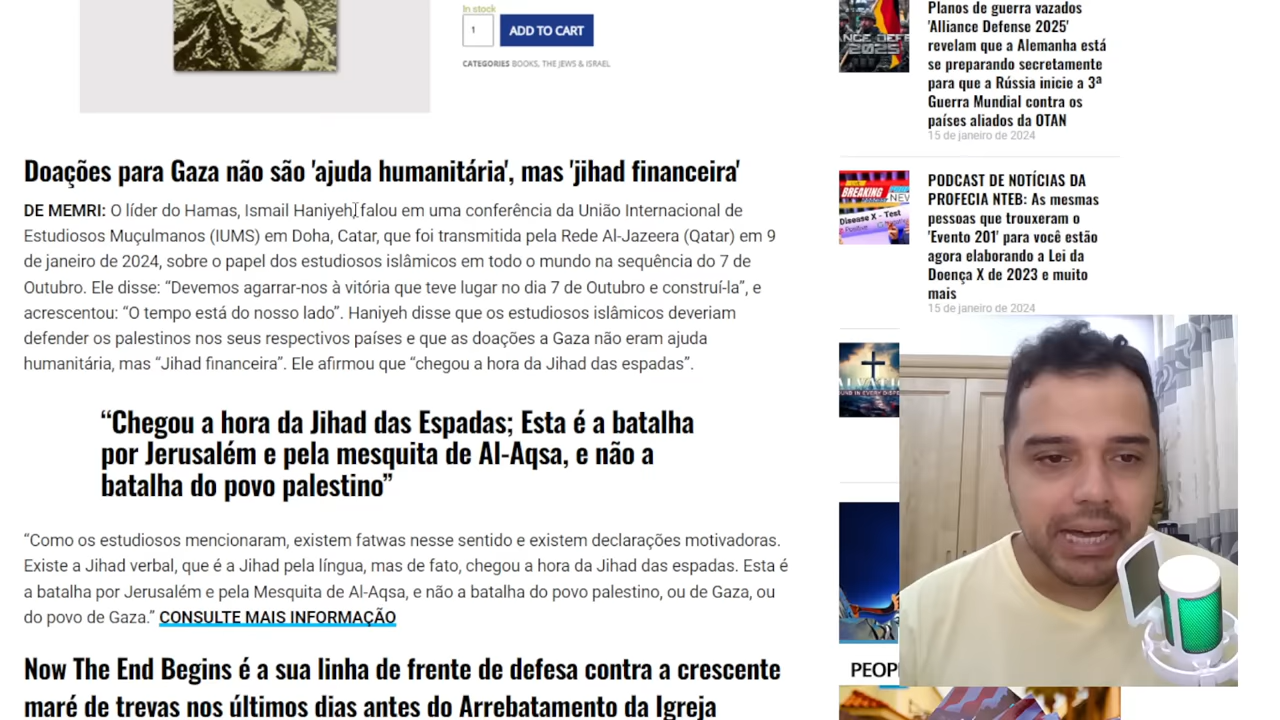 In stock
1
ADD TO CART
CATEGORIES BOOKS, THE JEWS & ISRAEL
Doações para Gaza não são 'ajuda humanitária', mas 'jihad financeira'
DE MEMRI: O líder do Hamas, Ismail Haniyeh, falou em uma conferência da União Internacional de
Estudiosos Muçulmanos (IUMS) em Doha, Catar, que foi transmitida pela Rede Al-Jazeera (Qatar) em 9
de janeiro de 2024, sobre o papel dos estudiosos islâmicos em todo o mundo na sequência do 7 de
Outubro. Ele disse: “Devemos agarrar-nos à vitória que teve lugar no dia 7 de Outubro e construí-la”, e
acrescentou: “O tempo está do nosso lado”. Haniyeh disse que os estudiosos islâmicos deveriam
defender os palestinos nos seus respectivos países e que as doações a Gaza não eram ajuda
humanitária, mas “Jihad financeira”. Ele afirmou que “chegou a hora da Jihad das espadas”.
“Chegou a hora da Jihad das Espadas; Esta é a batalha
por Jerusalém e pela mesquita de Al-Aqsa, e não a
batalha do povo palestino”
“Como os estudiosos mencionaram, existem fatwas nesse sentido e existem declarações motivadoras.
Existe a Jihad verbal, que é a Jihad pela língua, mas de fato, chegou a hora da Jihad das espadas. Esta é
a batalha por Jerusalém e pela Mesquita de Al-Aqsa, e não a batalha do povo palestino, ou de Gaza, ou
do povo de Gaza.” CONSULTE MAIS INFORMAÇÃO
Now The End Begins é a sua linha de frente de defesa contra a crescente
maré de trevas nos últimos dias antes do Arrebatamento da Igreja
Planos de guerra vazados
'Alliance Defense 2025'
revelam que a Alemanha está
se preparando secretamente
para que a Rússia inicie a 3ª
Guerra Mundial contra os
países aliados da OTAN
15 de janeiro de 2024
2025
PODCAST DE NOTÍCIAS DA
PROFECIA NTEB: As mesmas
pessoas que trouxeram o
'Evento 201' para você estão
agora elaborando a Lei da
Doença X de 2023 e muito
mais
15 de janeiro de 2024
BREAKING
NEW
Disease X - Test
PEOP